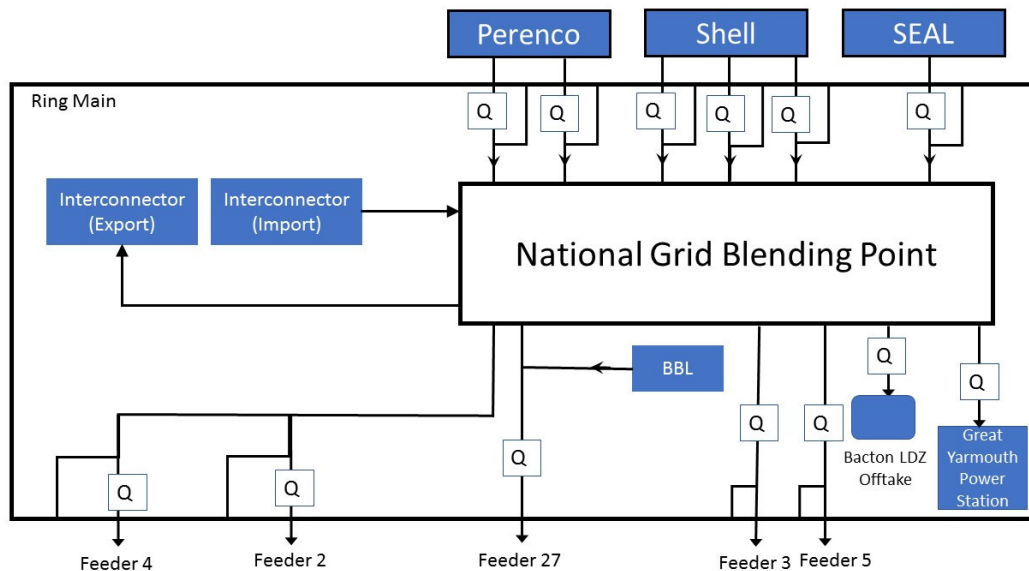 Perenco
Shell
SEAL
Ring Main
Q
Q
Q
Q
Q
Q
Interconnector
(Export)
Interconnector
(Import)
National Grid Blending Point
BBL
Q
Q
Q
Q
Q
Q
Q
Bacton LDZ
Offtake
Great
Yarmouth
Power
Station
Feeder 4
Feeder 2
Feeder 27
Feeder 3
Feeder 5